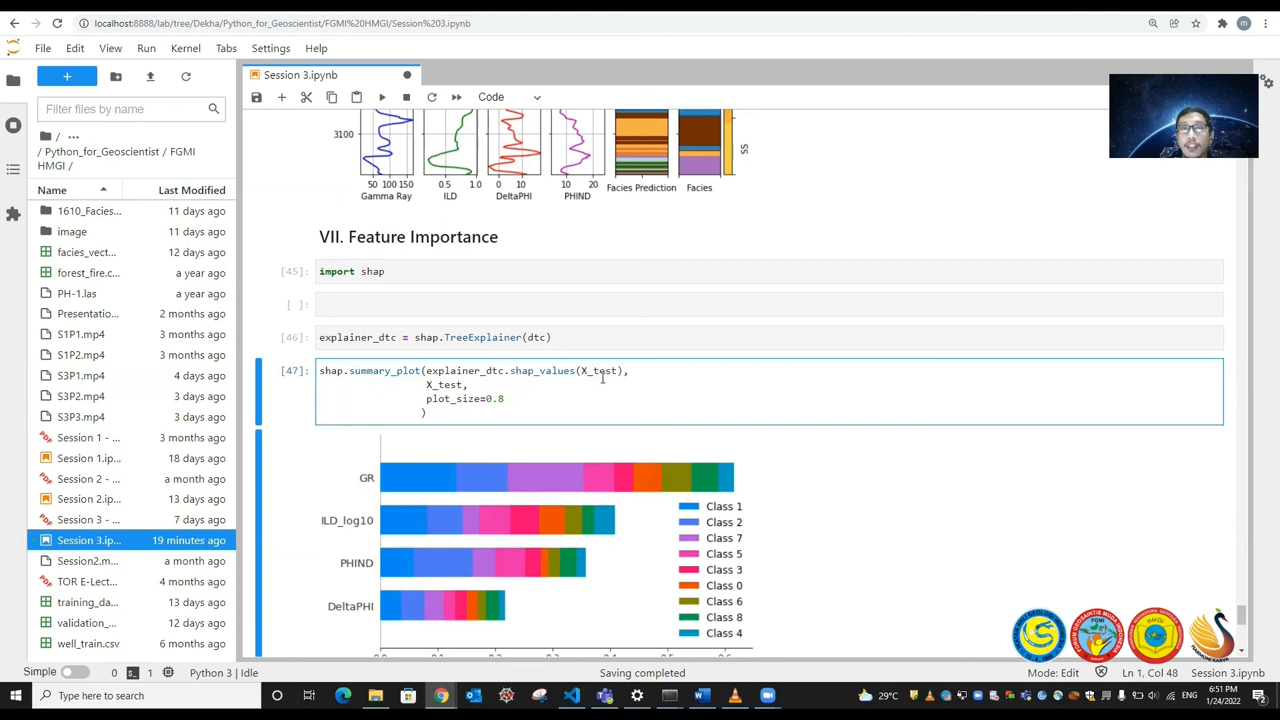 localhost:8888/lab/tree/Dekha/Python_for_Geoscientist/FGMI%20HMGI/Session%203.ipynb
m
File Edit View Run Kernel Tabs Settings Help
Session 3.ipynb
Code
Filter files by name
/ ...
/ Python_for_Geoscientist / FGMI
HMGI /
Name Last Modified
1610_Facies... 11 days ago
image 11 days ago
facies_vect... 12 days ago
forest_fire.c... a year ago
PH-1.las a year ago
Presentatio... 2 months ago
S1P1.mp4 3 months ago
S1P2.mp4 3 months ago
S3P1.mp4 4 days ago
S3P2.mp4 3 days ago
S3P3.mp4 3 days ago
Session 1 - ... 3 months ago
Session 1.ip... 18 days ago
Session 2 - ... a month ago
Session 2.ip... 13 days ago
Session 3 - ... 7 days ago
Session 3.ip... 19 minutes ago
Session2.m... a month ago
TOR E-Lect... 4 months ago
training_da... 13 days ago
validation_... 13 days ago
well_train.csv 6 months ago
3100
50 100 150 0.5 1.0 0 10 10 20
Gamma Ray ILD DeltaPHI PHIND Facies Prediction Facies
SS
VII. Feature Importance
[45]: import shap
[ ]:
[46]: explainer_dtc = shap.TreeExplainer(dtc)
[47]: shap.summary_plot(explainer_dtc.shap_values(X_test),
X_test,
plot_size=0.8
)
GR
ILD_log10
PHIND
DeltaPHI
Class 1
Class 2
Class 7
Class 5
Class 3
Class 0
Class 6
Class 8
Class 4
Simple 0 1 Python 3 | Idle Saving completed Mode: Edit Ln 1, Col 48 Session 3.ipynb
Type here to search
29°C ENG 6:51 PM
1/24/2022